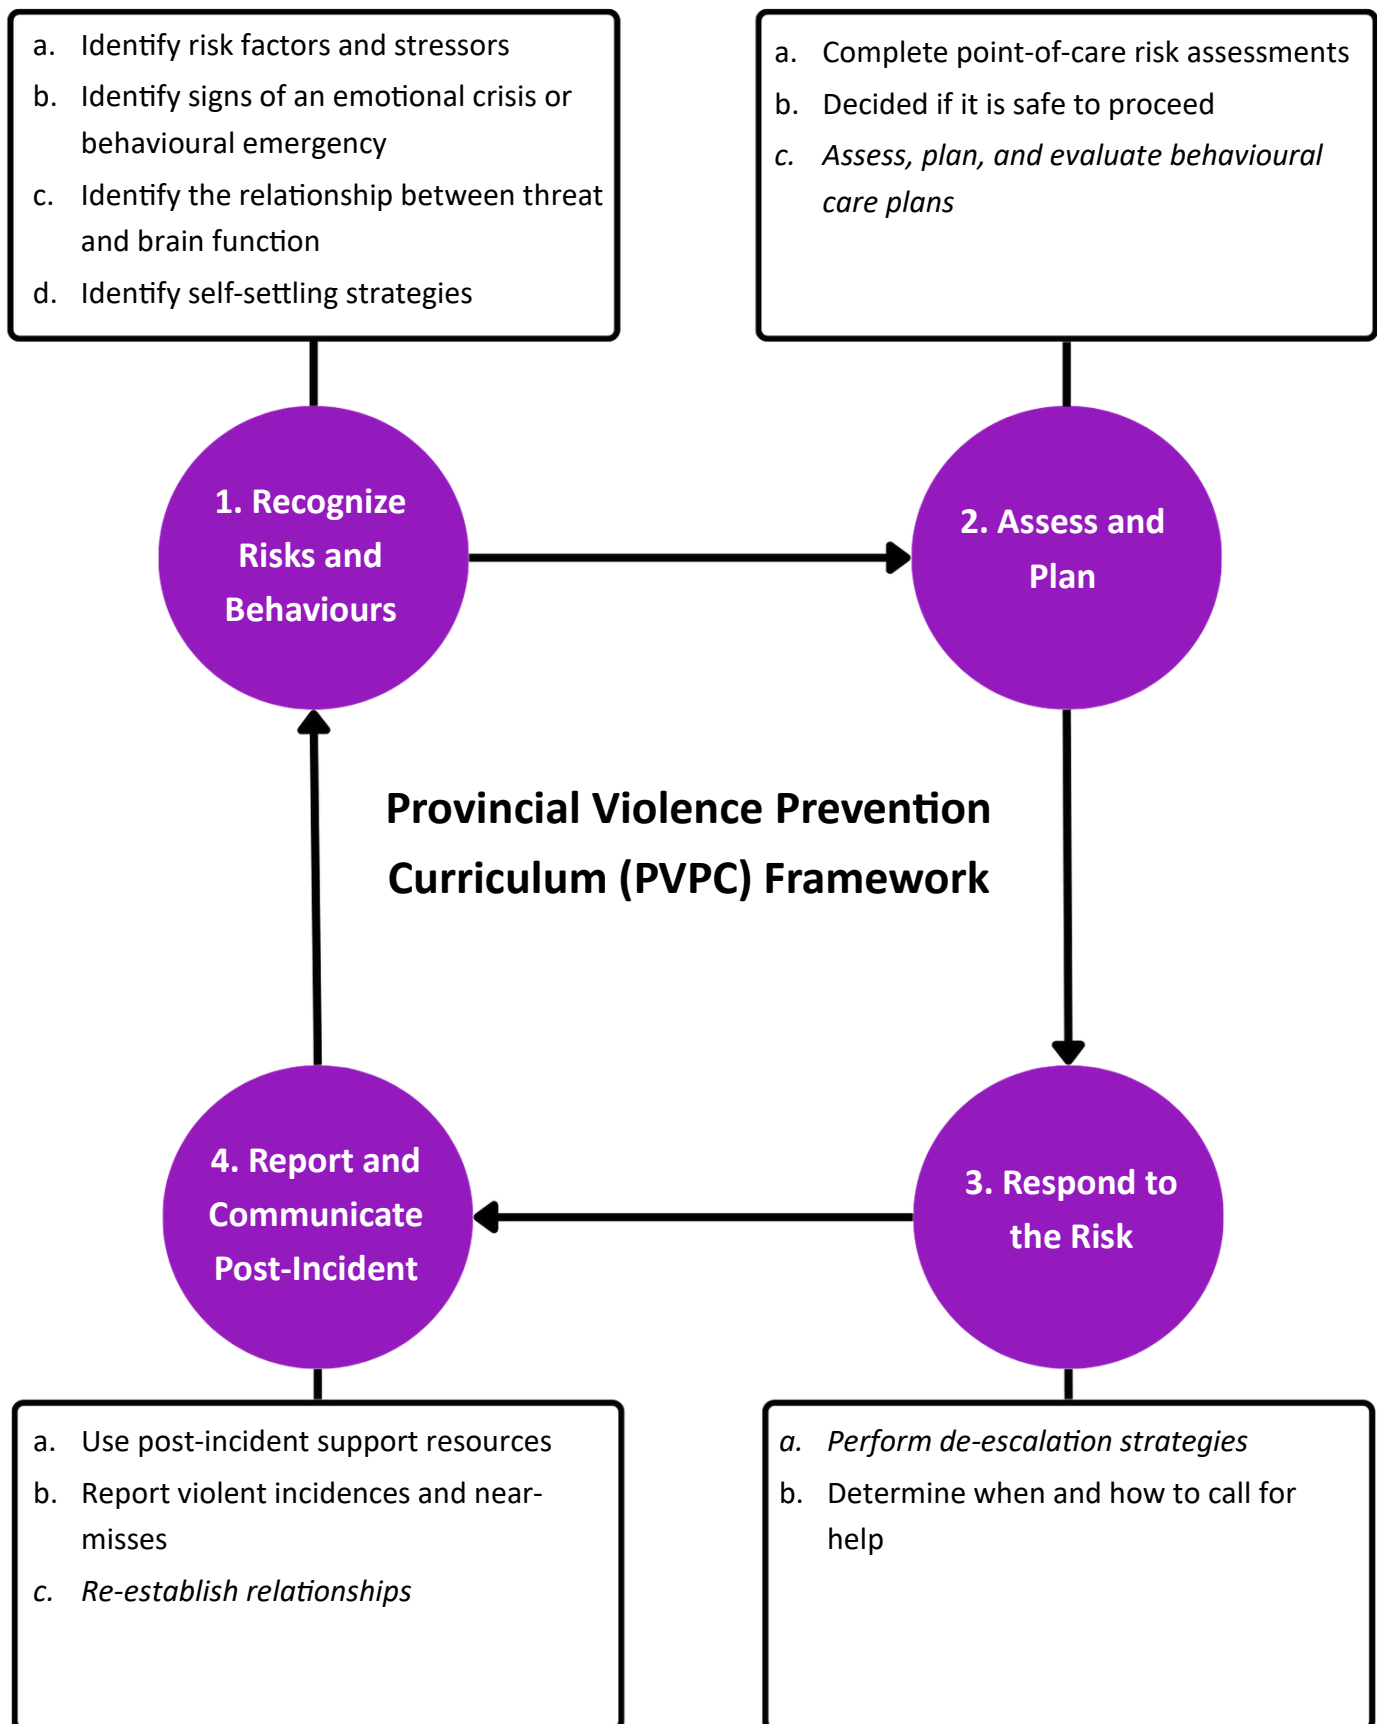 a. Identify risk factors and stressors
b. Identify signs of an emotional crisis or
behavioural emergency
c. Identify the relationship between threat
and brain function
d. Identify self-settling strategies
a. Complete point-of-care risk assessments
b. Decided if it is safe to proceed
c. Assess, plan, and evaluate behavioural
care plans
1. Recognize
Risks and
Behaviours
2. Assess and
Plan
Provincial Violence Prevention
Curriculum (PVPC) Framework
4. Report and
Communicate
Post-Incident
3. Respond to
the Risk
a. Use post-incident support resources
b. Report violent incidences and near-
misses
c. Re-establish relationships
a. Perform de-escalation strategies
b. Determine when and how to call for
help